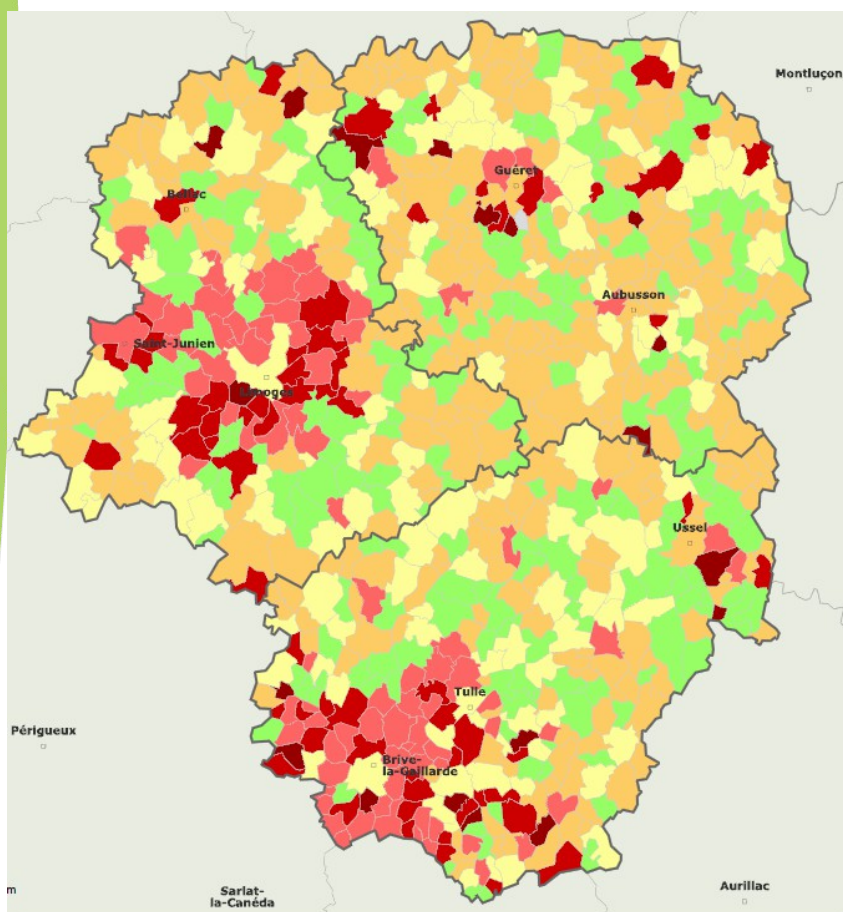 Montluçon
Guéret
Bellac
Aubusson
Saint-Junien
Limoges
Ussel
Tulle
Périgueux
Brive-
la-Gaillarde
m
Sarlat-
la-Canéda
Aurillac